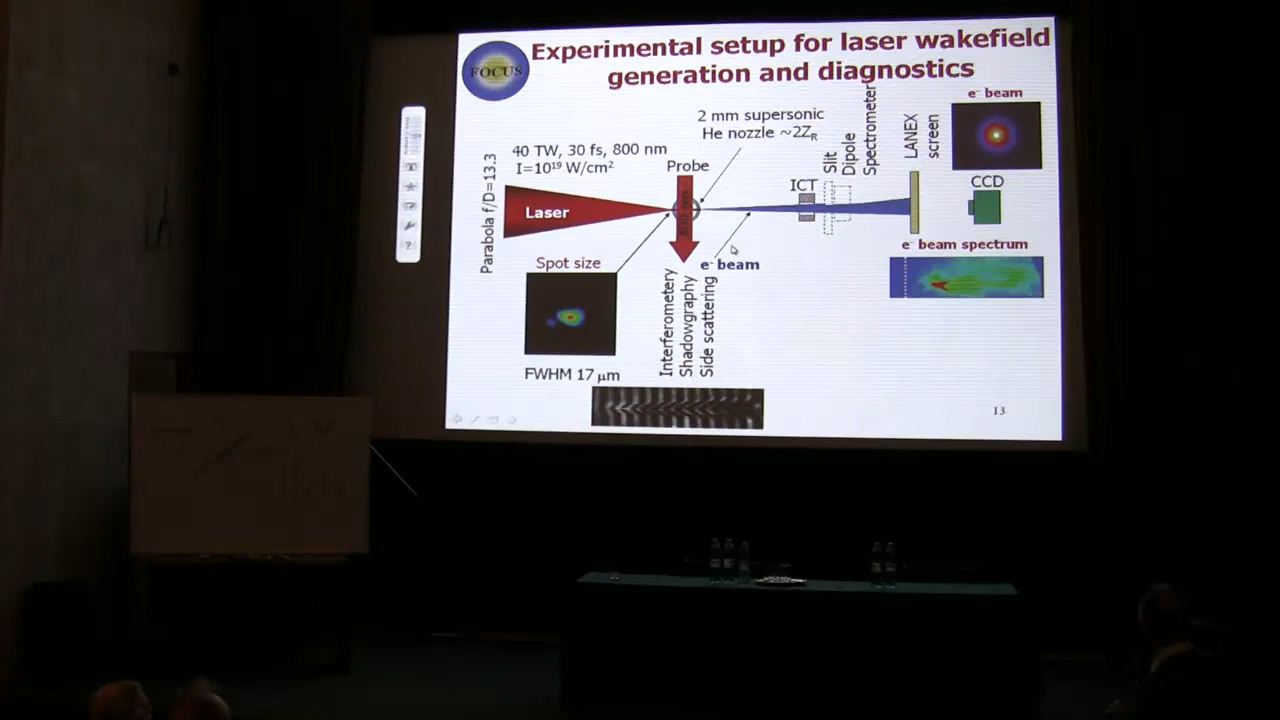 Experimental setup for laser wakefield
generation and diagnostics
FOCUS
e⁻ beam
2 mm supersonic
He nozzle ~2Z_R
40 TW, 30 fs, 800 nm
I=10¹⁹ W/cm²
Parabola f/D=13.3
Probe
Laser
ICT
Slit
Dipole
Spectrometer
LANEX
screen
CCD
e⁻ beam spectrum
Spot size
e⁻ beam
Interferometery
Shadowgraphy
Side scattering
FWHM 17 μm
13